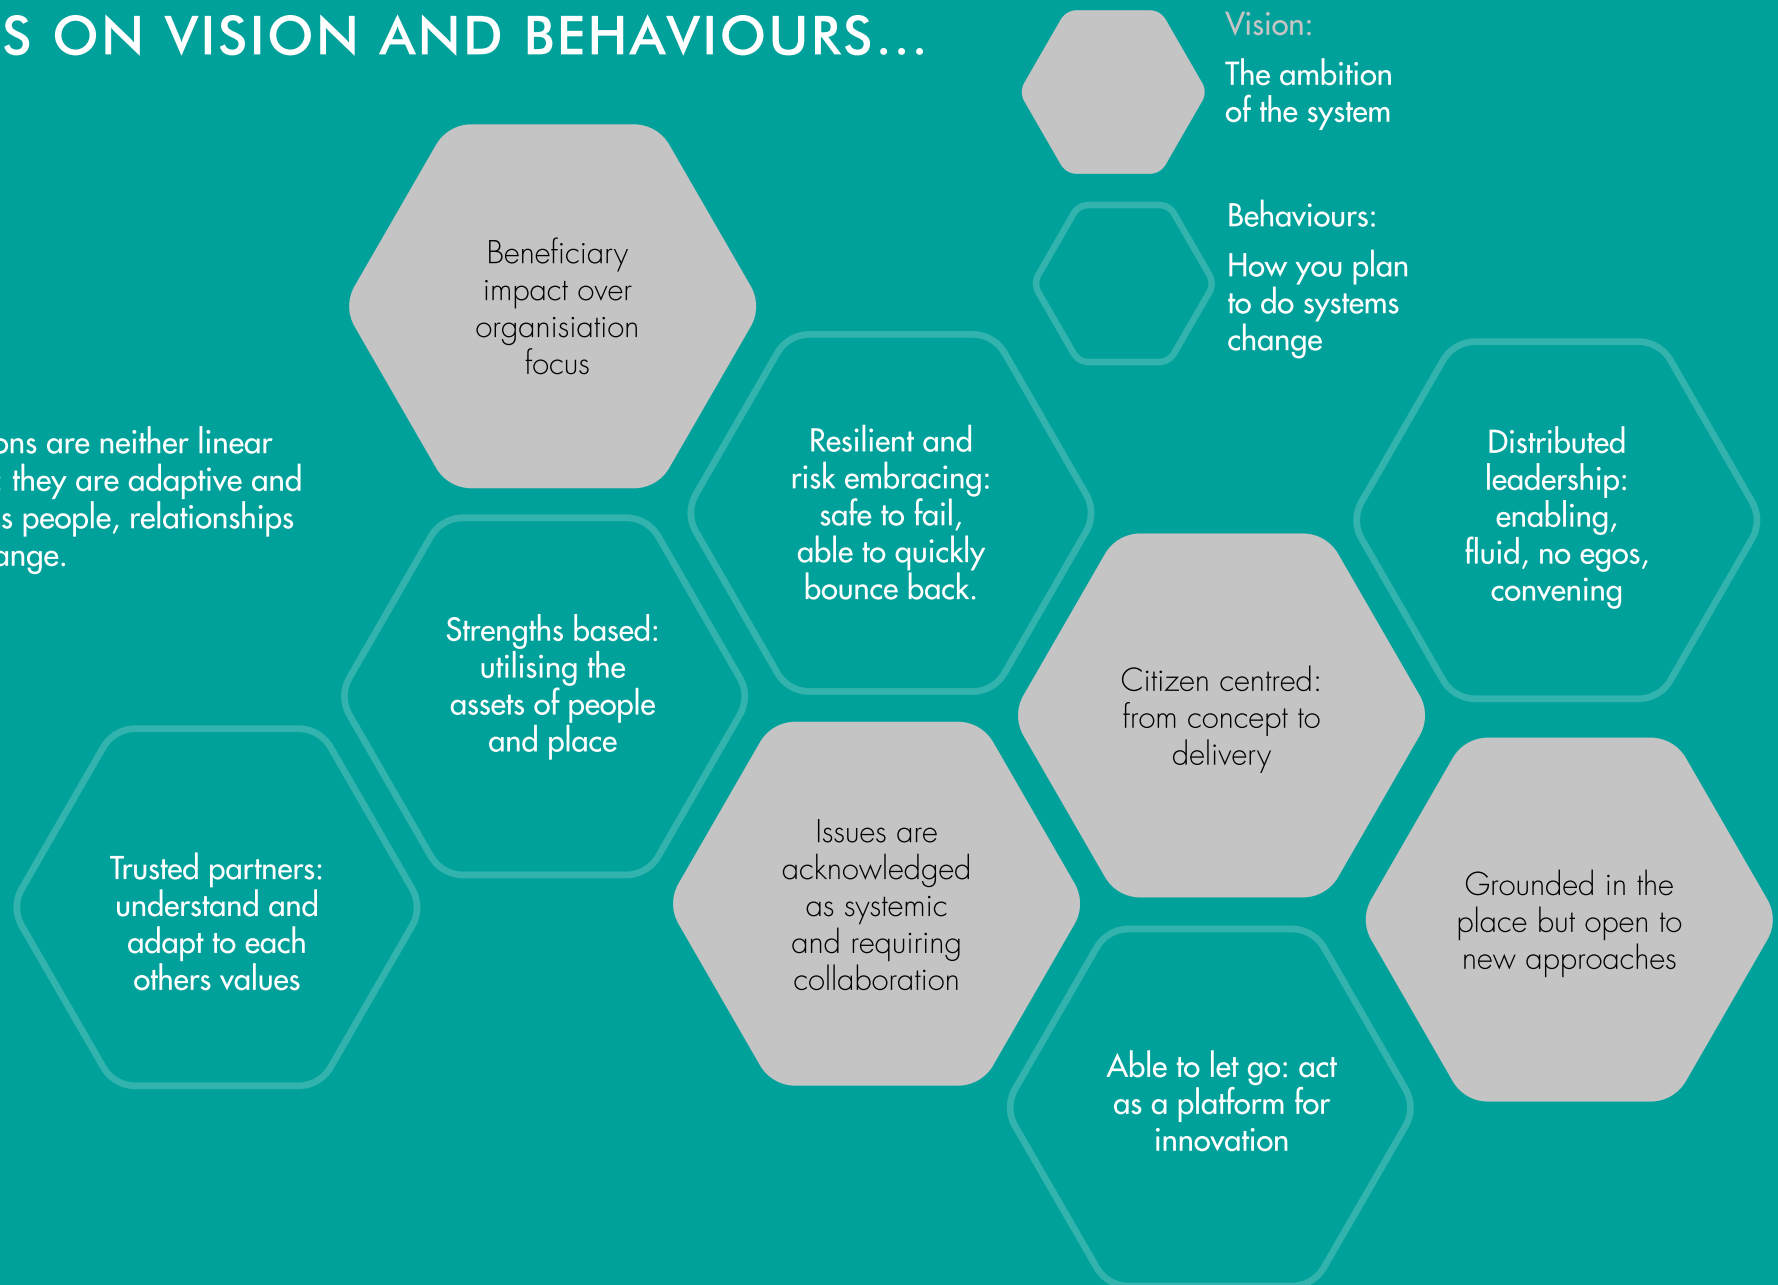 S ON VISION AND BEHAVIOURS...
Vision:
The ambition
of the system
Behaviours:
How you plan
to do systems
change
Beneficiary
impact over
organisiation
focus
ons are neither linear
they are adaptive and
s people, relationships
ange.
Resilient and
risk embracing:
safe to fail,
able to quickly
bounce back.
Distributed
leadership:
enabling,
fluid, no egos,
convening
Strengths based:
utilising the
assets of people
and place
Citizen centred:
from concept to
delivery
Trusted partners:
understand and
adapt to each
others values
Issues are
acknowledged
as systemic
and requiring
collaboration
Grounded in the
place but open to
new approaches
Able to let go: act
as a platform for
innovation